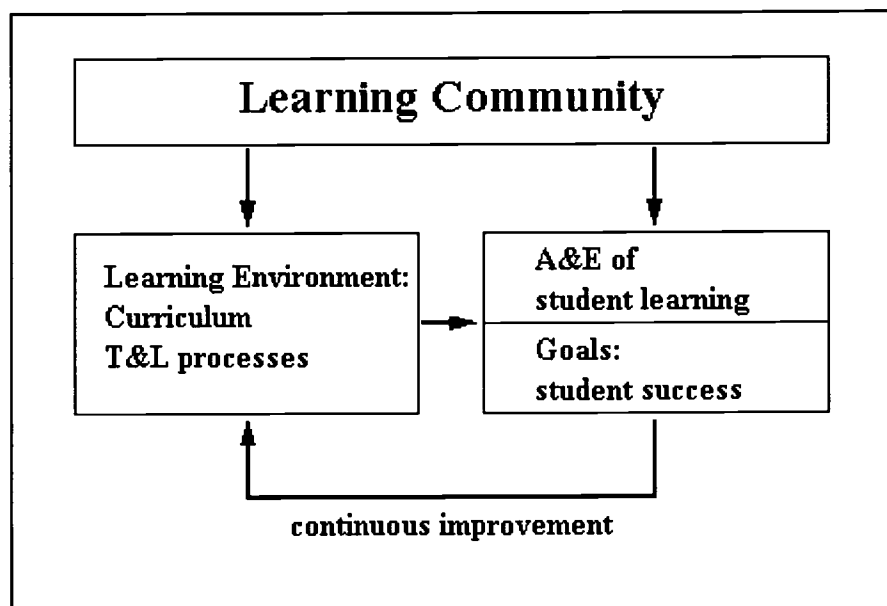 Learning Community
Learning Environment:
Curriculum
T&L processes
A&E of
student learning
Goals:
student success
continuous improvement